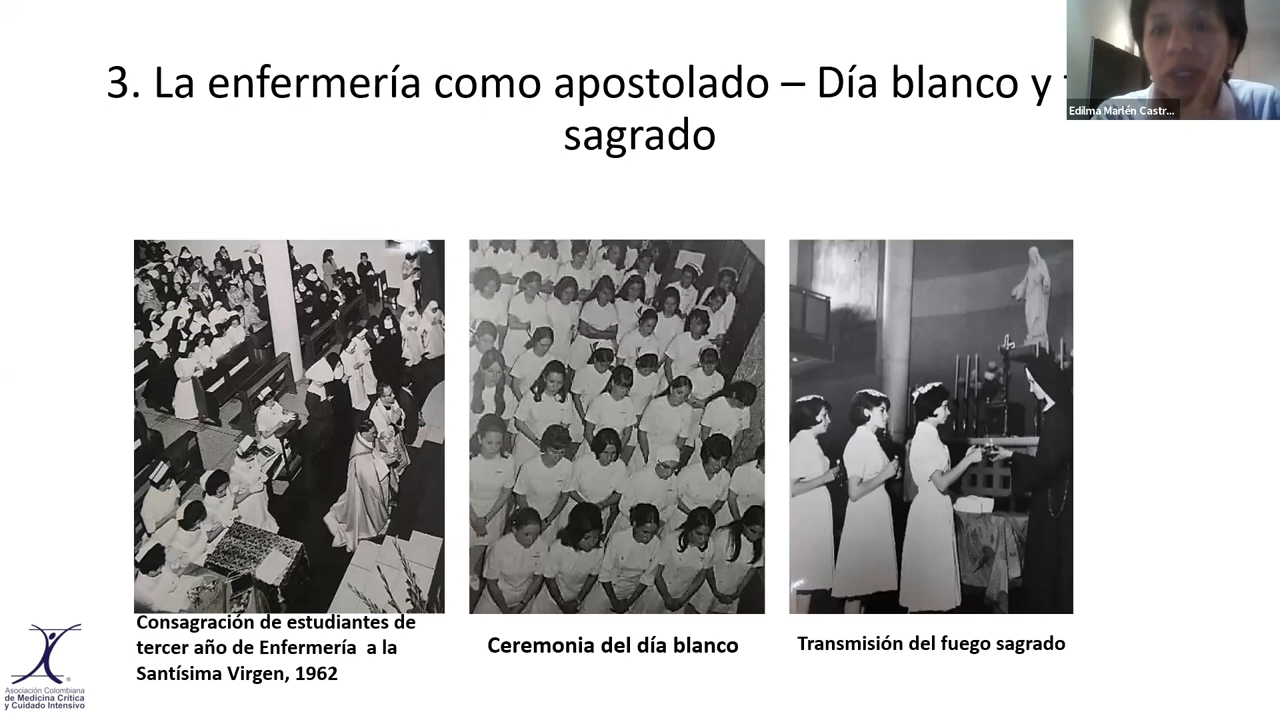 3. La enfermería como apostolado – Día blanco y
sagrado
Edilma Marlén Castr...
Consagración de estudiantes de
tercer año de Enfermería a la
Santísima Virgen, 1962
Ceremonia del día blanco
Transmisión del fuego sagrado
Asociación Colombiana
de Medicina Crítica
y Cuidado Intensivo